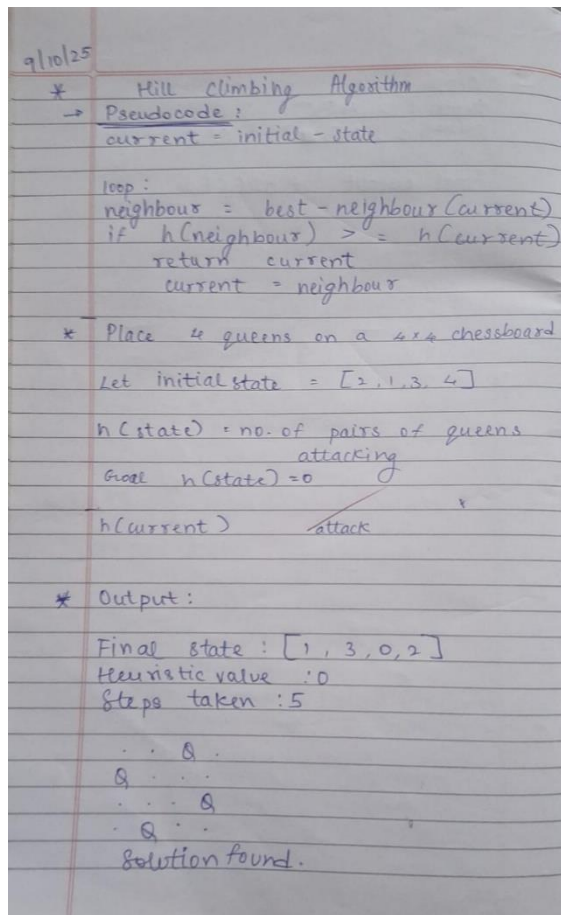 9/10/25
* Hill Climbing Algorithm
→ Pseudocode :
current = initial - state
loop :
neighbour = best - neighbour (current)
if h(neighbour) > = h(current)
return current
current = neighbour
* Place 4 queens on a 4x4 chessboard
Let initial state = [2, 1, 3, 4]
h(state) = no. of pairs of queens
attacking
Goal h(state) = 0
h(current) attack
* Output :
Final state : [1, 3, 0, 2]
Heuristic value : 0
Steps taken : 5
. . Q .
Q . . .
. . . Q
. Q . .
Solution found.